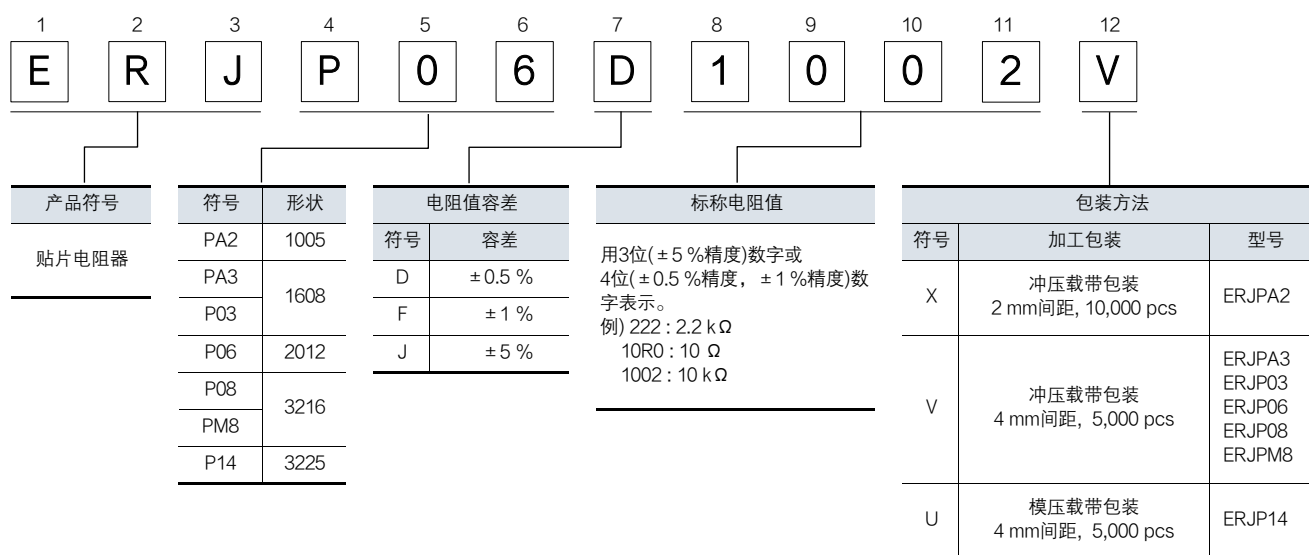 1 2 3 4 5 6 7 8 9 10 11 12
E R J P 0 6 D 1 0 0 2 V
产品符号
贴片电阻器
符号 形状
PA2 1005
PA3
1608
P03
P06 2012
P08
3216
PM8
P14 3225
电阻值容差
符号 容差
D ±0.5 %
F ±1 %
J ±5 %
标称电阻值
用3位(±5 %精度)数字或
4位(±0.5 %精度，±1 %精度)数
字表示。
例) 222 : 2.2 kΩ
10R0 : 10 Ω
1002 : 10 kΩ
包装方法
符号 加工包装 型号
X 冲压载带包装
2 mm间距, 10,000 pcs ERJPA2
V 冲压载带包装
4 mm间距, 5,000 pcs
ERJPA3
ERJP03
ERJP06
ERJP08
ERJPM8
U 模压载带包装
4 mm间距, 5,000 pcs ERJP14